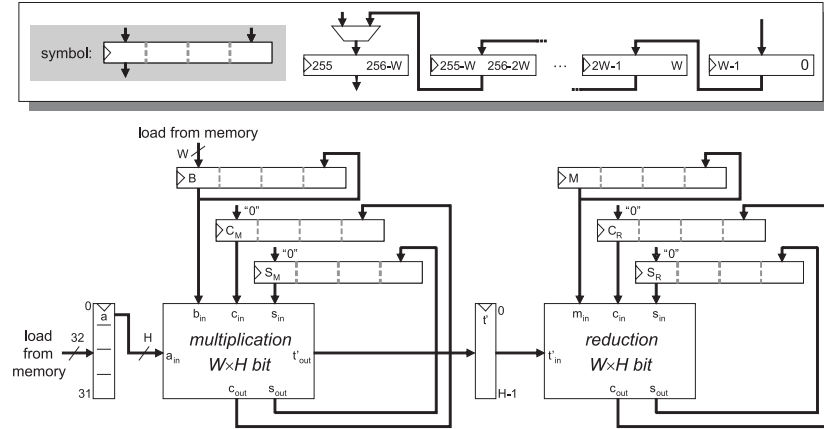 symbol:
255 256-W
255-W 256-2W
...
2W-1 W
W-1 0
load from memory
W
B
M
"0"
"0"
C_M
C_R
"0"
"0"
S_M
S_R
0
a
load
from
memory
32
31
H
b_in c_in s_in
a_in
multiplication
W×H bit
t'_out
c_out s_out
0
t'
H-1
m_in c_in s_in
t'_in
reduction
W×H bit
c_out s_out